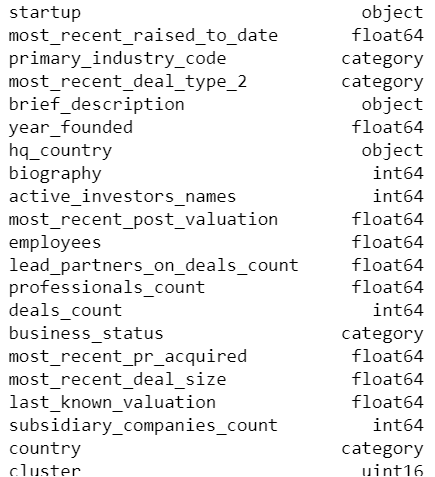 startup object
most_recent_raised_to_date float64
primary_industry_code category
most_recent_deal_type_2 category
brief_description object
year_founded float64
hq_country object
biography int64
active_investors_names int64
most_recent_post_valuation float64
employees float64
lead_partners_on_deals_count float64
professionals_count float64
deals_count int64
business_status category
most_recent_pr_acquired float64
most_recent_deal_size float64
last_known_valuation float64
subsidiary_companies_count int64
country category
cluster uint16